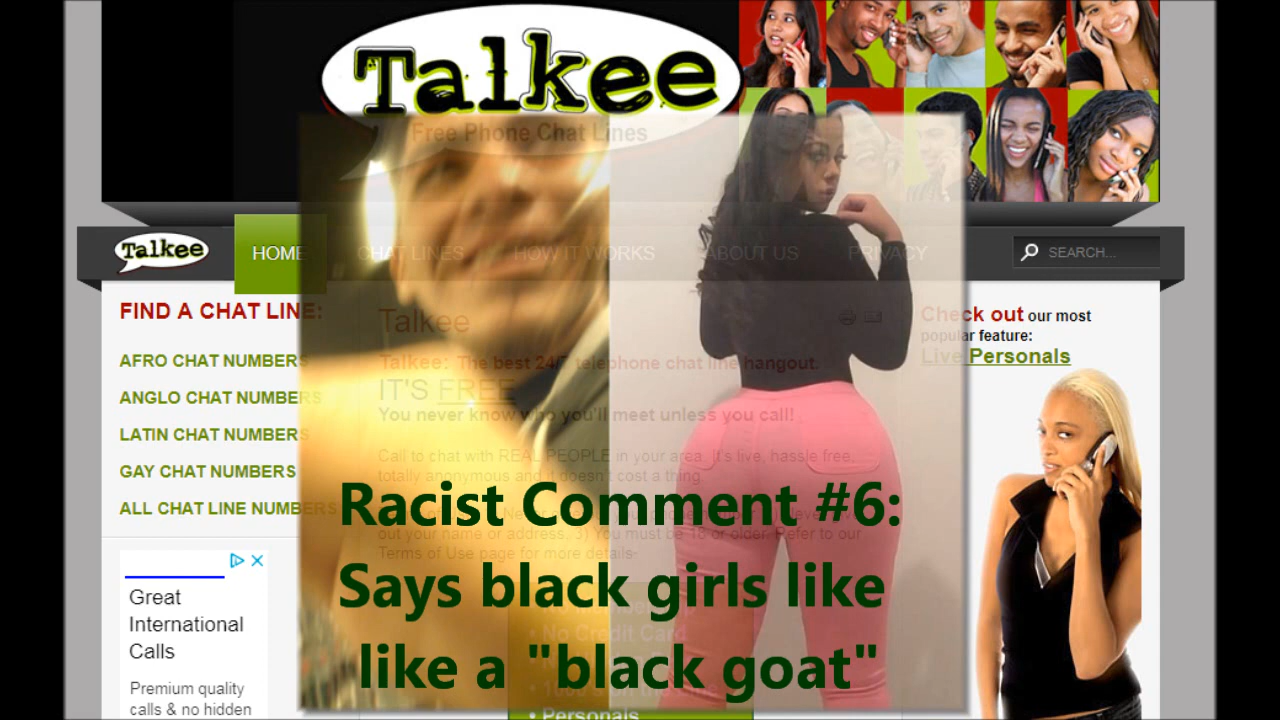 Talkee
Free Phone Chat Lines
Talkee
HOME
CHAT LINES
HOW IT WORKS
ABOUT US
PRIVACY
SEARCH...
FIND A CHAT LINE:
AFRO CHAT NUMBERS
ANGLO CHAT NUMBERS
LATIN CHAT NUMBERS
GAY CHAT NUMBERS
ALL CHAT LINE NUMBERS
Great
International
Calls
Premium quality
calls & no hidden
Talkee
Talkee: The best 24/7 telephone chat line hangout.
IT'S FREE
You never know who you'll meet unless you call!
Call to chat with REAL PEOPLE in your area. It's live, hassle free,
totally anonymous and it doesn't cost a thing.
out your name or address. 3) You must be 18 or older. Refer to our
Terms of Use page for more details-
• No Credit Card
• Personals
Check out our most
popular feature:
Live Personals
Racist Comment #6:
Says black girls like
like a "black goat"